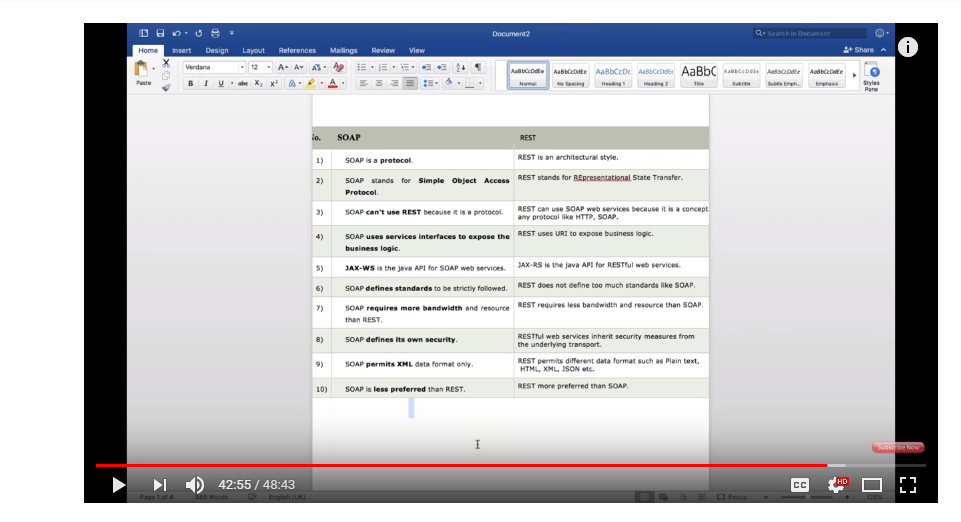 Document2
Search in Document
Home Insert Design Layout References Mailings Review View
Share
Paste
Verdana 12
B I U abc X₂ X² A A
AaBbCcDdEe AaBbCcDdEe AaBbCcDc AaBbCcDdEe AaBbC AaBbCcDdEe AaBbCcDdEe AaBbCcDdEe
Normal No Spacing Heading 1 Heading 2 Title Subtitle Subtle Emph... Emphasis
Styles
Pane
No. SOAP REST
1) SOAP is a protocol. REST is an architectural style.
2) SOAP stands for Simple Object Access REST stands for REpresentational State Transfer.
Protocol.
3) SOAP can't use REST because it is a protocol. REST can use SOAP web services because it is a concept
any protocol like HTTP, SOAP.
4) SOAP uses services interfaces to expose the REST uses URI to expose business logic.
business logic.
5) JAX-WS is the java API for SOAP web services. JAX-RS is the java API for RESTful web services.
6) SOAP defines standards to be strictly followed. REST does not define too much standards like SOAP.
7) SOAP requires more bandwidth and resource REST requires less bandwidth and resource than SOAP.
than REST.
8) SOAP defines its own security. RESTful web services inherit security measures from
the underlying transport.
9) SOAP permits XML data format only. REST permits different data format such as Plain text,
HTML, XML, JSON etc.
10) SOAP is less preferred than REST. REST more preferred than SOAP.
Subscribe Now
42:55 / 48:43
CC HD
Page 1 of 4 Words English (UK) Focus